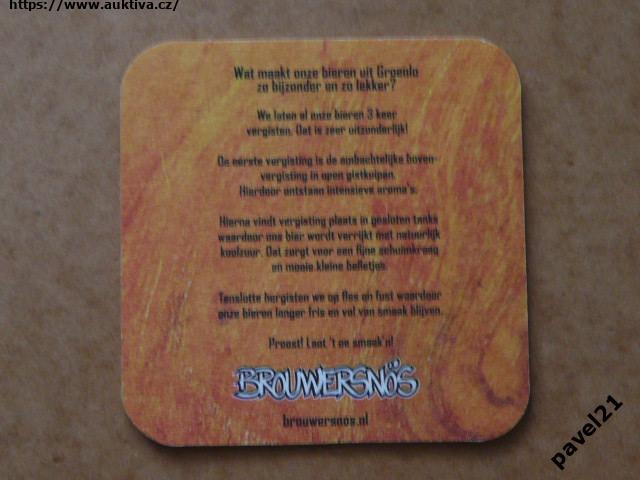 https://www.auktiva.cz/
Wat maakt onze bieren uit Groenlo
zo bijzonder en zo lekker?
We laten al onze bieren 3 keer
vergisten. Dat is zeer uitzonderlijk!
De eerste vergisting is de ambachtelijke boven-
vergisting in open gistkuipen.
Hierdoor ontstaan intensieve aroma's.
Hierna vindt vergisting plaats in gesloten tanks
waardoor ons bier wordt verrijkt met natuurlijk
koolzuur. Dat zorgt voor een fijne schuimkraag
en mooie kleine belletjes.
Tenslotte hergisten we op fles en fust waardoor
onze bieren langer fris en vol van smaak blijven.
Proost! Laat 't oe smaak'n!
BROUWERSNÖS
brouwersnos.nl
pavel21